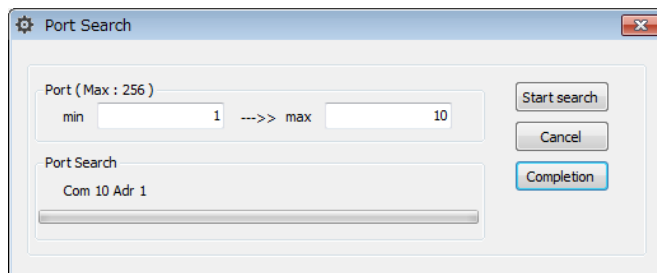 Port Search
Port ( Max : 256 )
min 1 --->> max 10
Start search
Cancel
Port Search
Completion
Com 10 Adr 1